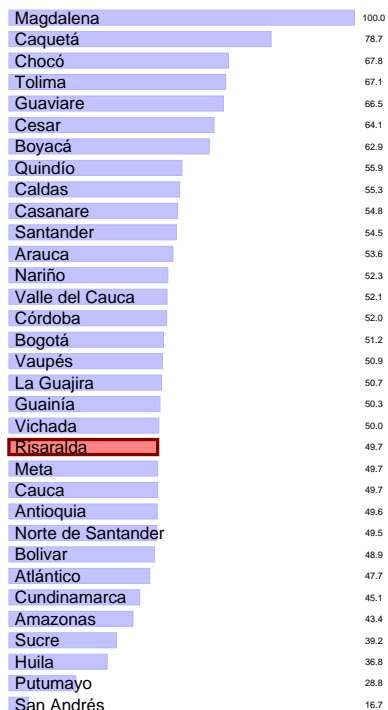 Magdalena 100.0
Caquetá 78.7
Chocó 67.8
Tolima 67.1
Guaviare 66.5
Cesar 64.1
Boyacá 62.9
Quindío 55.9
Caldas 55.3
Casanare 54.8
Santander 54.5
Arauca 53.6
Nariño 52.3
Valle del Cauca 52.1
Córdoba 52.0
Bogotá 51.2
Vaupés 50.9
La Guajira 50.7
Guainía 50.3
Vichada 50.0
Risaralda 49.7
Meta 49.7
Cauca 49.7
Antioquia 49.6
Norte de Santander 49.5
Bolivar 48.9
Atlántico 47.7
Cundinamarca 45.1
Amazonas 43.4
Sucre 39.2
Huila 36.8
Putumayo 28.8
San Andrés 16.7